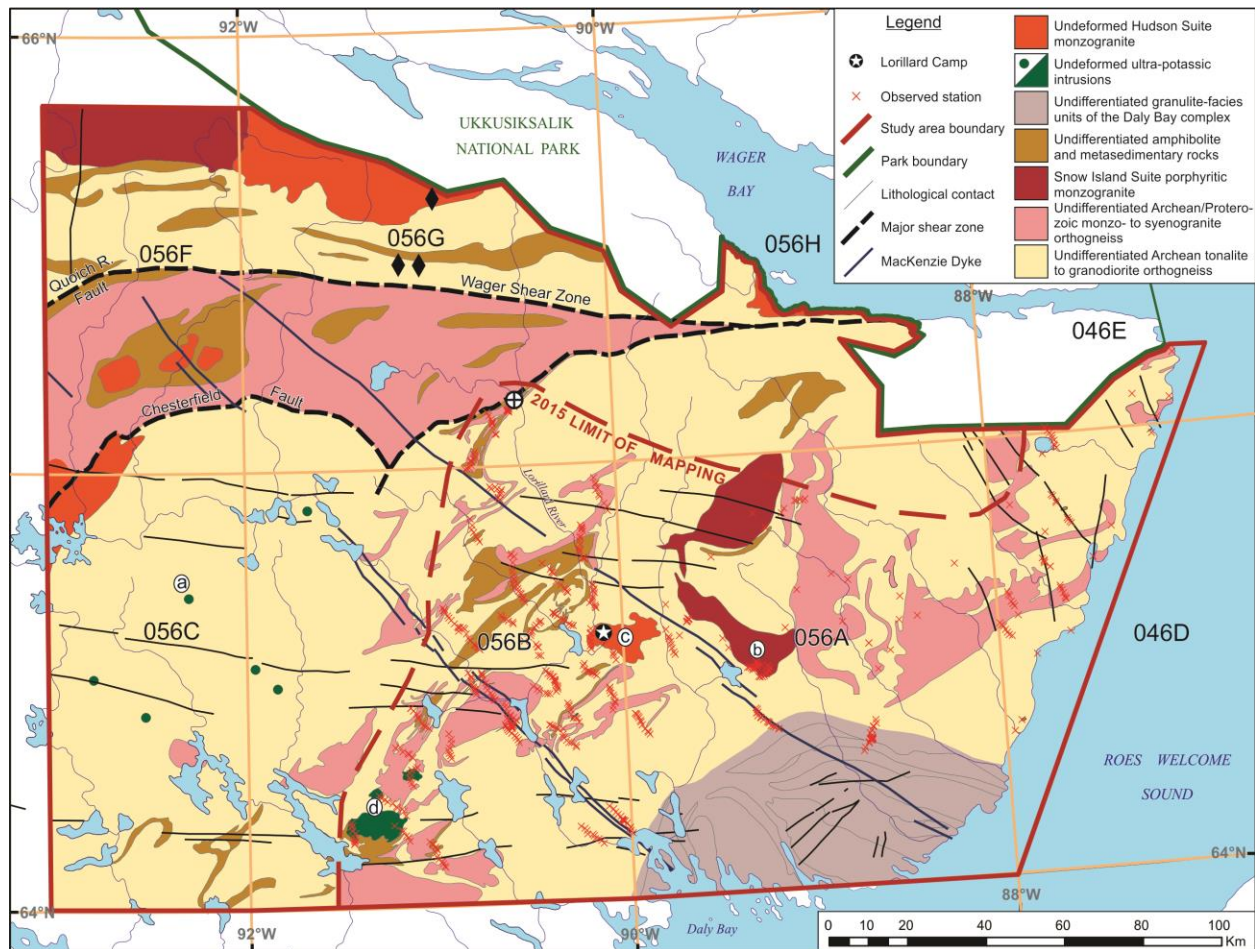 92°W
90°W
66°N
Legend
Lorillard Camp
Observed station
Study area boundary
Park boundary
Lithological contact
Major shear zone
MacKenzie Dyke
Undeformed Hudson Suite
monzogranite
Undeformed ultra-potassic
intrusions
Undifferentiated granulite-facies
units of the Daly Bay complex
Undifferentiated amphibolite
and metasedimentary rocks
Snow Island Suite porphyritic
monzogranite
Undifferentiated Archean/Protero-
zoic monzo- to syenogranite
orthogneiss
Undifferentiated Archean tonalite
to granodiorite orthogneiss
UKKUSIKSALIK
NATIONAL PARK
WAGER
BAY
056G
056H
056F
Quoich R.
Fault
Wager Shear Zone
88°W
046E
Chesterfield
Fault
2015 LIMIT OF MAPPING
Lorillard River
a
056C
056B
c
b
056A
046D
ROES WELCOME
SOUND
d
64°N
88°W
64°N
92°W
90°W
Daly Bay
0 10 20 40 60 80 100
Km